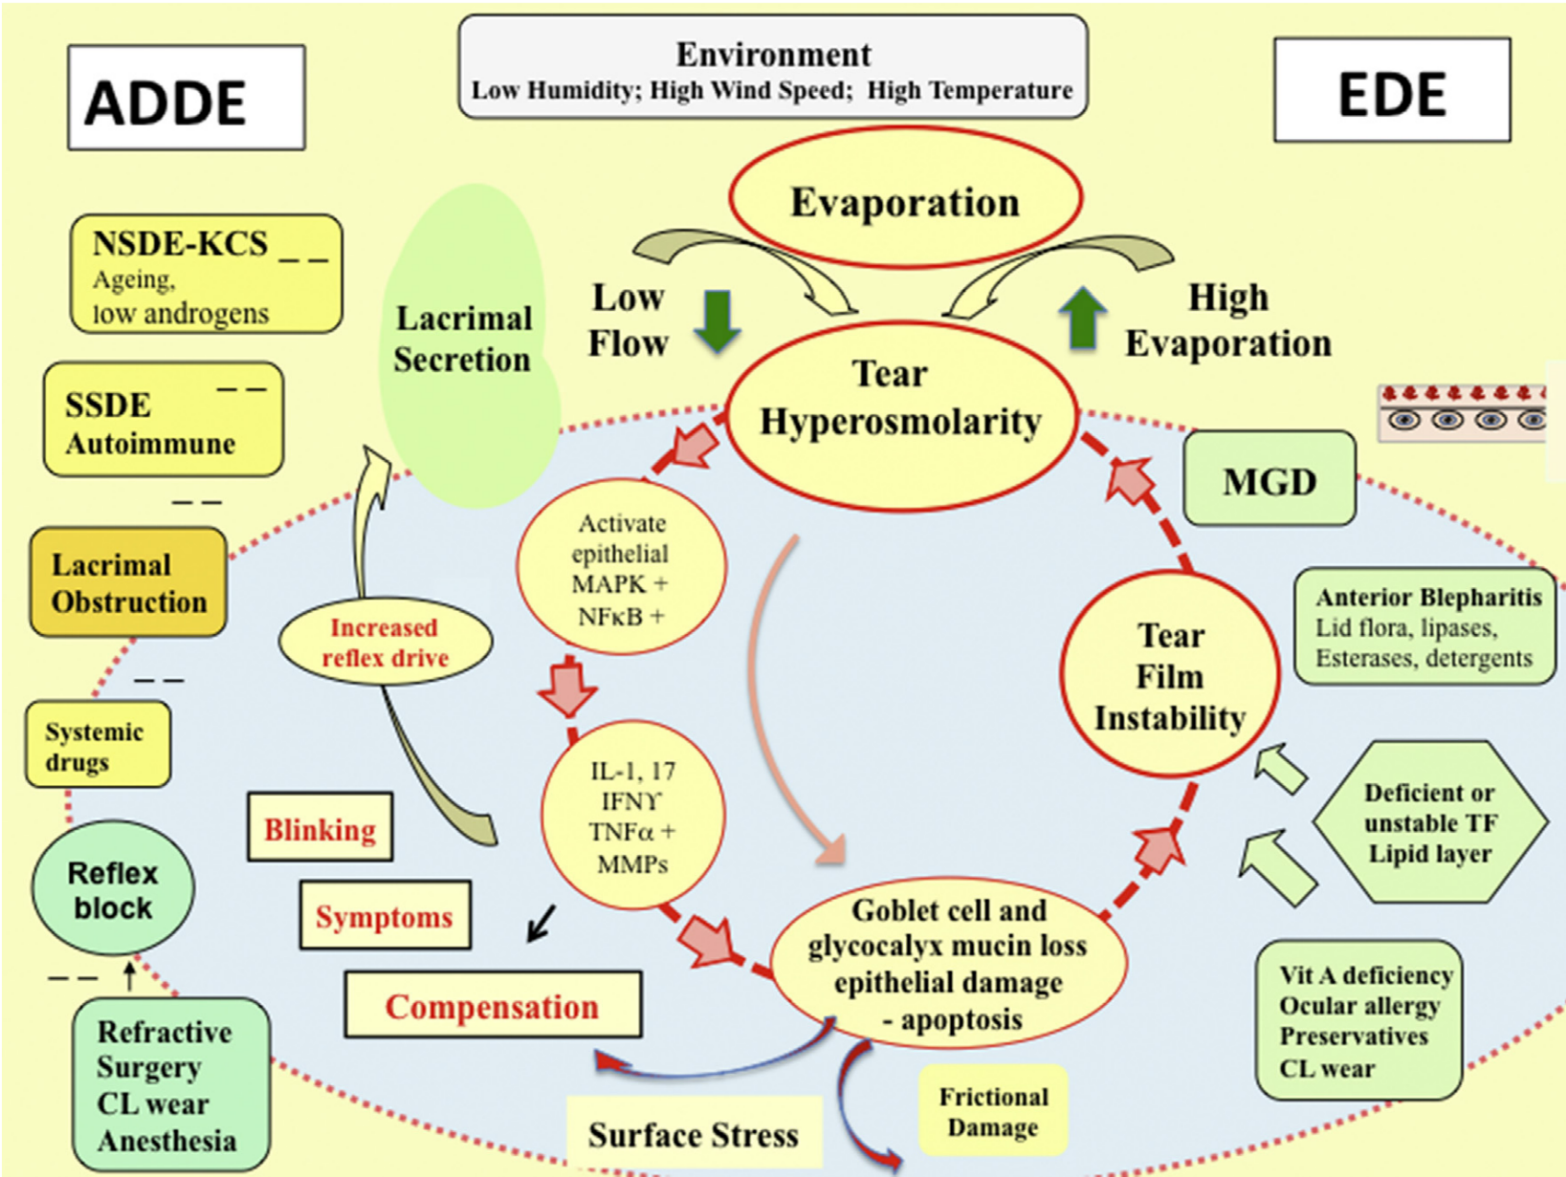 ADDE
Environment
Low Humidity; High Wind Speed;  High Temperature
EDE
Evaporation
NSDE-KCS _ _
Ageing,
low androgens
Lacrimal
Secretion
Low
Flow
High
Evaporation
Tear
Hyperosmolarity
_ _
SSDE
Autoimmune
_ _
MGD
Activate
epithelial
MAPK +
NFκB +
Lacrimal
Obstruction
Increased
reflex drive
Tear
Film
Instability
Anterior Blepharitis
Lid flora, lipases,
Esterases, detergents
_ _
Systemic
drugs
IL-1, 17
IFNϒ
TNFα +
MMPs
Blinking
Deficient or
unstable TF
Lipid layer
Reflex
block
Symptoms
Goblet cell and
glycocalyx mucin loss
epithelial damage
- apoptosis
_ _
Compensation
Vit A deficiency
Ocular allergy
Preservatives
CL wear
Refractive
Surgery
CL wear
Anesthesia
Surface Stress
Frictional
Damage